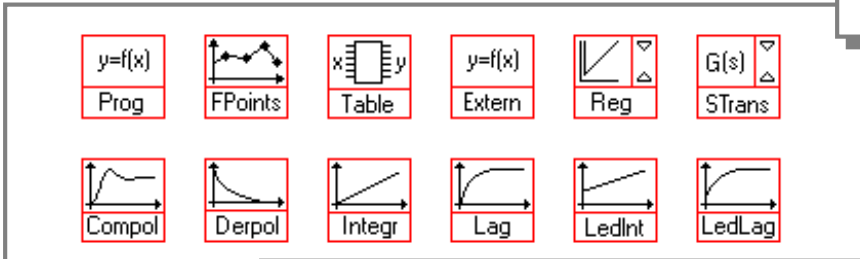 y=f(x) x y y=f(x) G(s)
Prog FPoints Table Extern Reg STrans
Compol Derpol Integr Lag LedInt LedLag